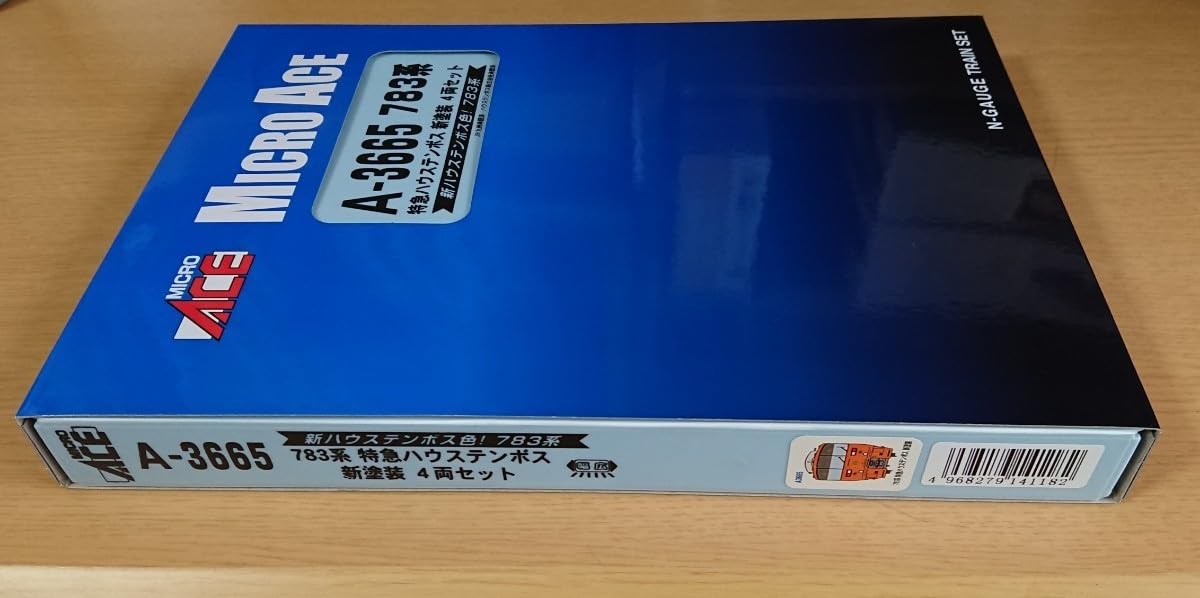 MICRO ACE
MICRO
ACE
A-3665 783系
特急ハウステンボス 新塗装 4両セット
新ハウステンボス色! 783系
N-GAUGE TRAIN SET
MICRO
ACE
A-3665
新ハウステンボス色! 783系
783系 特急ハウステンボス
新塗装 4両セット
A3665
4 968279 141182